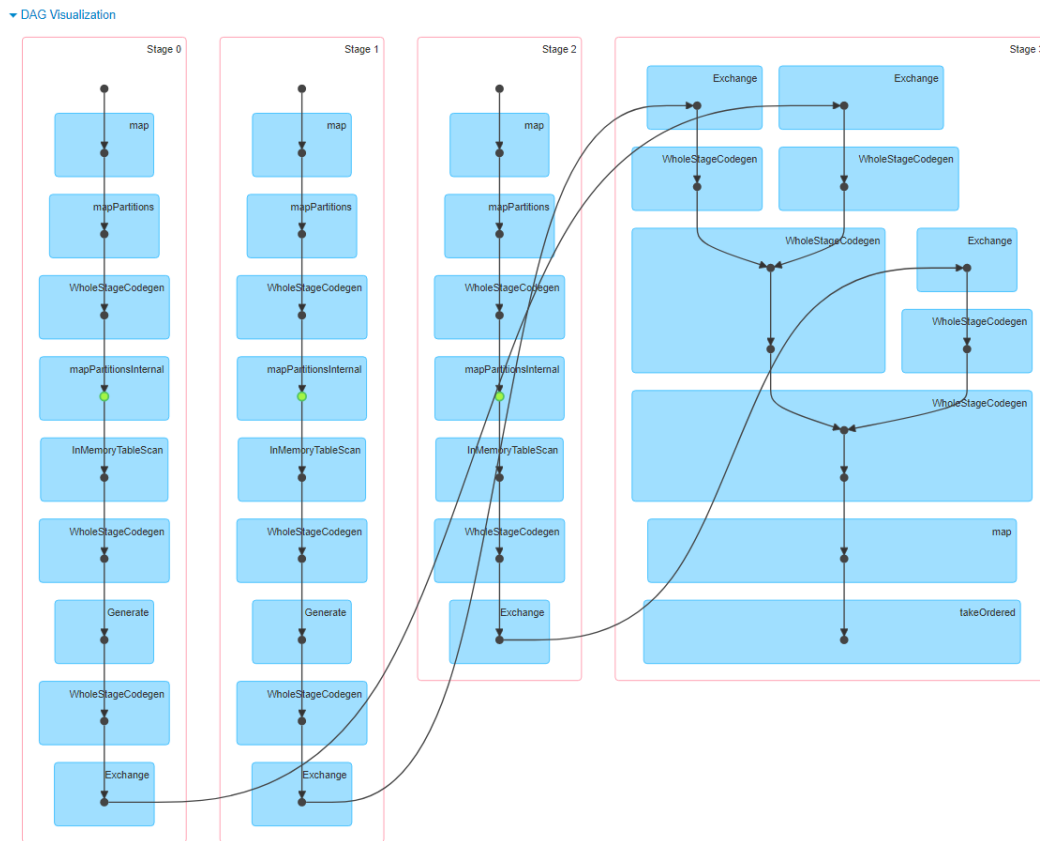 DAG Visualization
Stage 0
map
mapPartitions
WholeStageCodegen
mapPartitionsInternal
InMemoryTableScan
WholeStageCodegen
Generate
WholeStageCodegen
Exchange
Stage 1
map
mapPartitions
WholeStageCodegen
mapPartitionsInternal
InMemoryTableScan
WholeStageCodegen
Generate
WholeStageCodegen
Exchange
Stage 2
map
mapPartitions
WholeStageCodegen
mapPartitionsInternal
InMemoryTableScan
WholeStageCodegen
Exchange
Stage 3
Exchange
Exchange
WholeStageCodegen
WholeStageCodegen
WholeStageCodegen
Exchange
WholeStageCodegen
WholeStageCodegen
map
takeOrdered